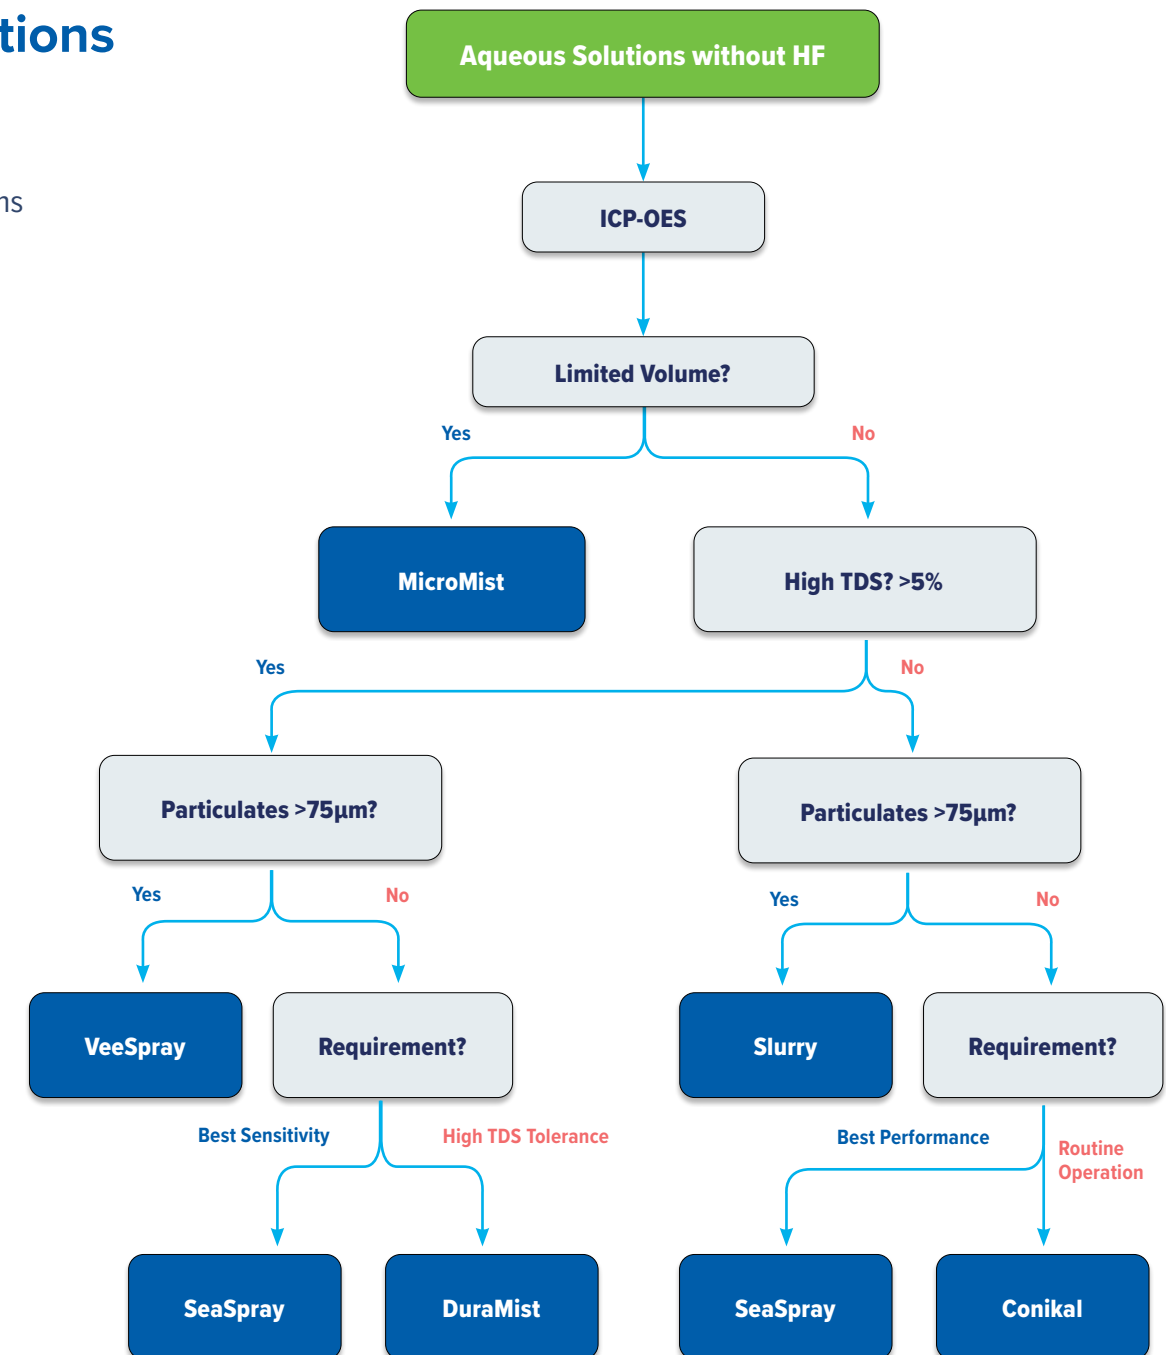 tions
Aqueous Solutions without HF
ns
ICP-OES
Limited Volume?
Yes
No
MicroMist
High TDS? >5%
Yes
No
Particulates >75µm?
Particulates >75µm?
Yes
No
Yes
No
VeeSpray
Requirement?
Slurry
Requirement?
Best Sensitivity
High TDS Tolerance
Best Performance
Routine
Operation
SeaSpray
DuraMist
SeaSpray
Conikal